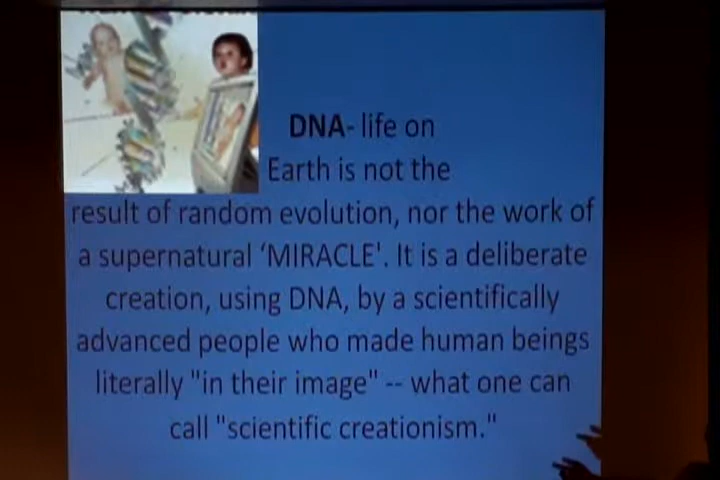 DNA- life on
Earth is not the
result of random evolution, nor the work of
a supernatural ‘MIRACLE'. It is a deliberate
creation, using DNA, by a scientifically
advanced people who made human beings
literally "in their image" -- what one can
call "scientific creationism."